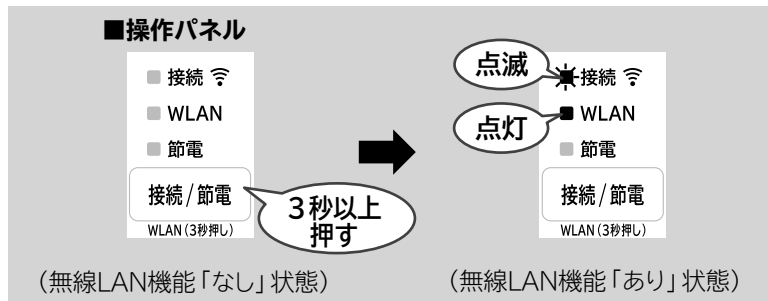 ■操作パネル
接続
WLAN
節電
接続/節電
WLAN(3秒押し)
3秒以上
押す
(無線LAN機能「なし」状態)
点滅
接続
点灯
WLAN
節電
接続/節電
WLAN(3秒押し)
(無線LAN機能「あり」状態)